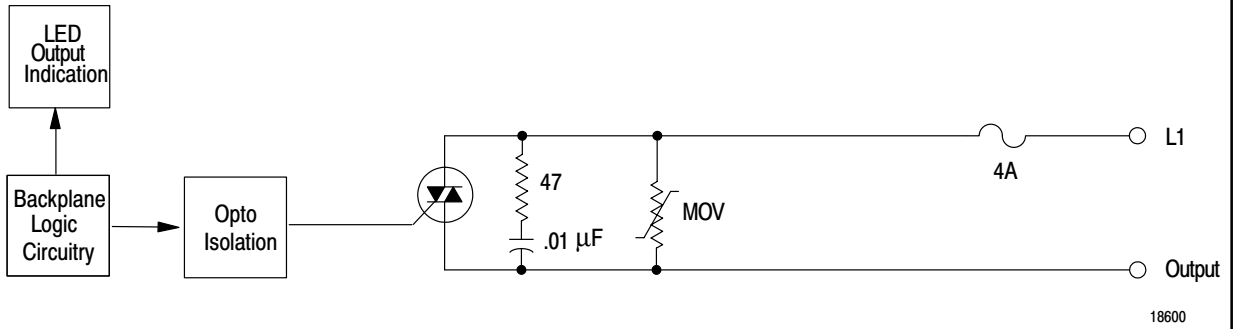 LED
Output
Indication
Backplane
Logic
Circuitry
Opto
Isolation
47
.01 µF
MOV
4A
L1
Output
18600